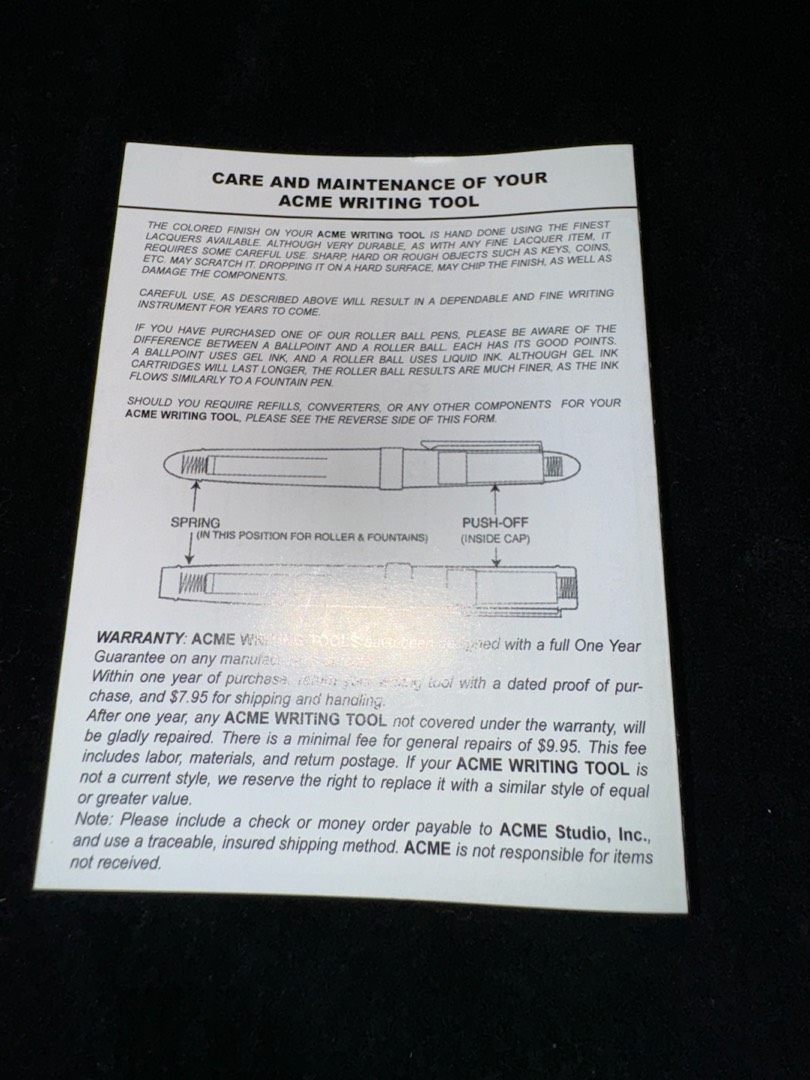 CARE AND MAINTENANCE OF YOUR
ACME WRITING TOOL
THE COLORED FINISH ON YOUR ACME WRITING TOOL IS HAND DONE USING THE FINEST
LACQUERS AVAILABLE. ALTHOUGH VERY DURABLE, AS WITH ANY FINE LACQUER ITEM, IT
REQUIRES SOME CAREFUL USE. SHARP, HARD OR ROUGH OBJECTS SUCH AS KEYS, COINS,
ETC. MAY SCRATCH IT. DROPPING IT ON A HARD SURFACE, MAY CHIP THE FINISH, AS WELL AS
DAMAGE THE COMPONENTS.
CAREFUL USE, AS DESCRIBED ABOVE WILL RESULT IN A DEPENDABLE AND FINE WRITING
INSTRUMENT FOR YEARS TO COME.
IF YOU HAVE PURCHASED ONE OF OUR ROLLER BALL PENS, PLEASE BE AWARE OF THE
DIFFERENCE BETWEEN A BALLPOINT AND A ROLLER BALL. EACH HAS ITS GOOD POINTS.
A BALLPOINT USES GEL INK, AND A ROLLER BALL USES LIQUID INK. ALTHOUGH GEL INK
CARTRIDGES WILL LAST LONGER, THE ROLLER BALL RESULTS ARE MUCH FINER, AS THE INK
FLOWS SIMILARLY TO A FOUNTAIN PEN.
SHOULD YOU REQUIRE REFILLS, CONVERTERS, OR ANY OTHER COMPONENTS FOR YOUR
ACME WRITING TOOL, PLEASE SEE THE REVERSE SIDE OF THIS FORM.
SPRING
(IN THIS POSITION FOR ROLLER & FOUNTAINS)
PUSH-OFF
(INSIDE CAP)
WARRANTY: ACME WRITING TOOLS with a full One Year
Guarantee on any
Within one year of purchase, return your writing tool with a dated proof of pur-
chase, and $7.95 for shipping and handling.
After one year, any ACME WRITING TOOL not covered under the warranty, will
be gladly repaired. There is a minimal fee for general repairs of $9.95. This fee
includes labor, materials, and return postage. If your ACME WRITING TOOL is
not a current style, we reserve the right to replace it with a similar style of equal
or greater value.
Note: Please include a check or money order payable to ACME Studio, Inc.,
and use a traceable, insured shipping method. ACME is not responsible for items
not received.